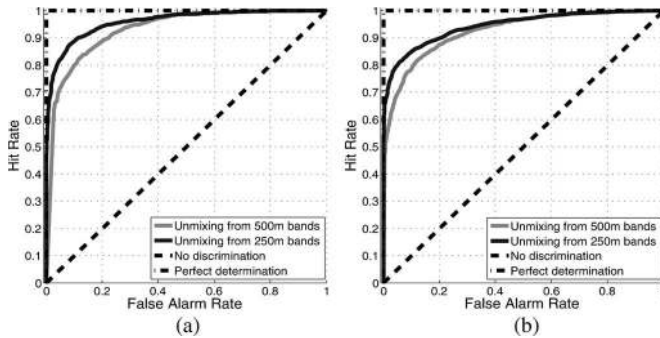 1
0.9
0.8
0.7
0.6
0.5
0.4
0.3
0.2
0.1
0
Hit Rate
Unmixing from 500m bands
Unmixing from 250m bands
No discrimination
Perfect determination
0 0.2 0.4 0.6 0.8 1
False Alarm Rate
(a)
1
0.9
0.8
0.7
0.6
0.5
0.4
0.3
0.2
0.1
0
Hit Rate
Unmixing from 500m bands
Unmixing from 250m bands
No discrimination
Perfect determination
0 0.2 0.4 0.6 0.8
False Alarm Rate
(b)